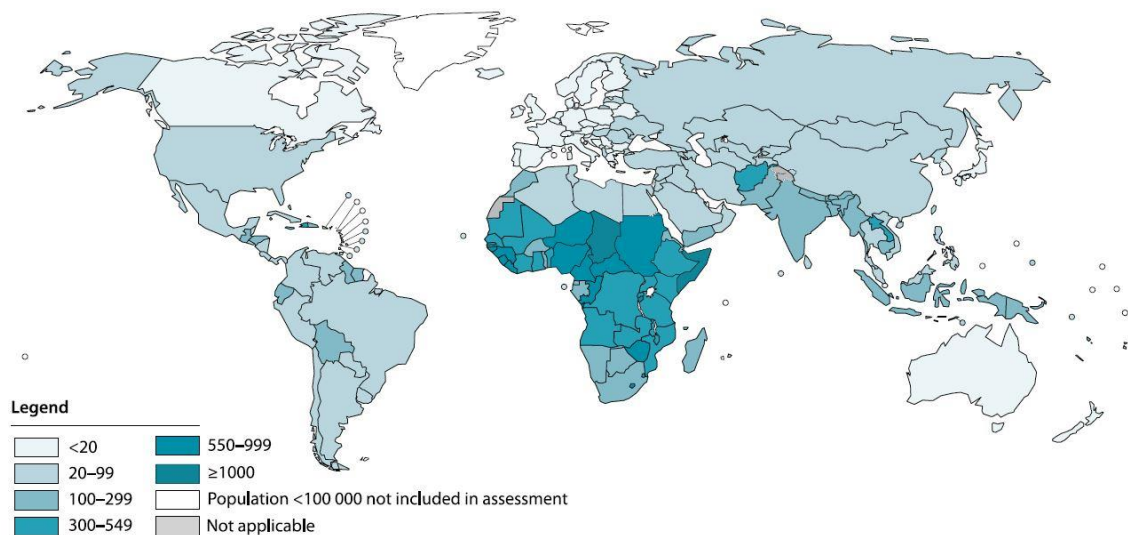 Legend
<20
20–99
100–299
300–549
550–999
≥1000
Population <100 000 not included in assessment
Not applicable